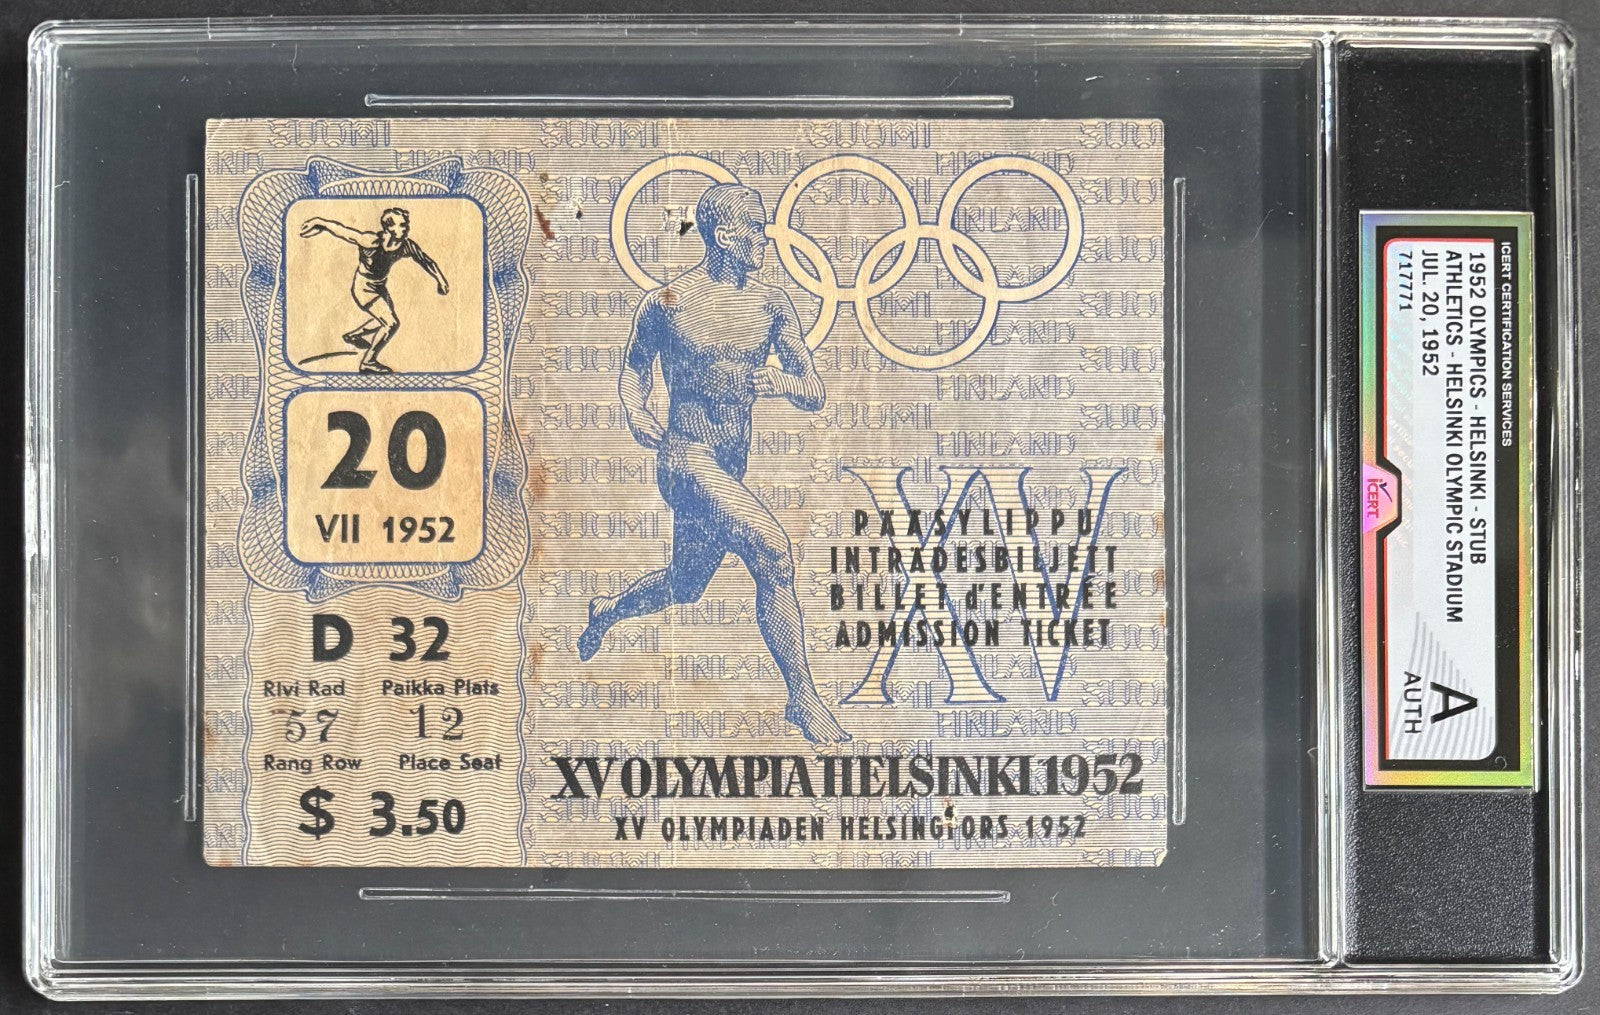 20
VII 1952
D 32
Rivi Rad Paikka Plats
57 12
Rang Row Place Seat
$ 3.50
SUOMI
FINLAND
XV
PÄÄSYLIPPU
INTRÄDESBILJETT
BILLET d'ENTRÉE
ADMISSION TICKET
XV OLYMPIA HELSINKI 1952
XV OLYMPIADEN HELSINGFORS 1952
ICERT CERTIFICATION SERVICES
1952 OLYMPICS - HELSINKI - STUB
ATHLETICS - HELSINKI OLYMPIC STADIUM
JUL. 20, 1952
717771
iCERT
A
AUTH